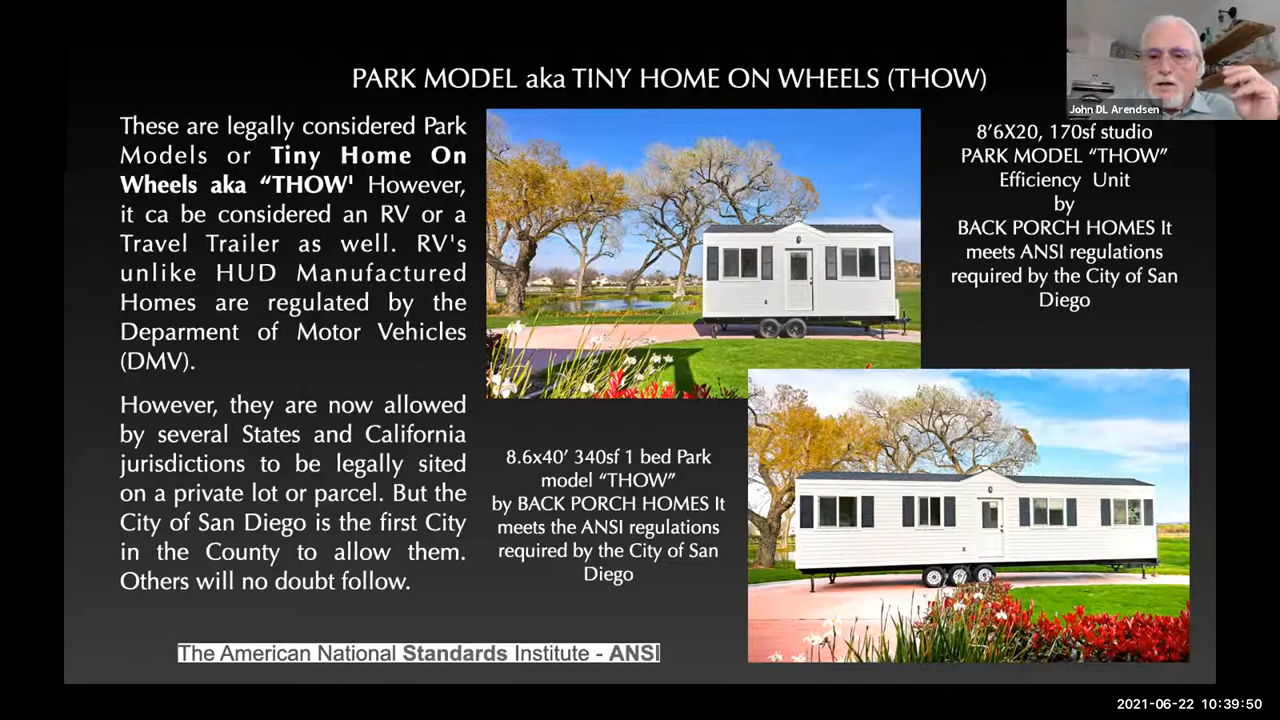 PARK MODEL aka TINY HOME ON WHEELS (THOW)
These are legally considered Park
Models or Tiny Home On
Wheels aka “THOW' However,
it ca be considered an RV or a
Travel Trailer as well. RV's
unlike HUD Manufactured
Homes are regulated by the
Deparment of Motor Vehicles
(DMV).
However, they are now allowed
by several States and California
jurisdictions to be legally sited
on a private lot or parcel. But the
City of San Diego is the first City
in the County to allow them.
Others will no doubt follow.
The American National Standards Institute - ANSI
8.6x40’ 340sf 1 bed Park
model “THOW”
by BACK PORCH HOMES It
meets the ANSI regulations
required by the City of San
Diego
John DL Arendsen
8’6X20, 170sf studio
PARK MODEL “THOW”
Efficiency Unit
by
BACK PORCH HOMES It
meets ANSI regulations
required by the City of San
Diego
2021-06-22 10:39:50